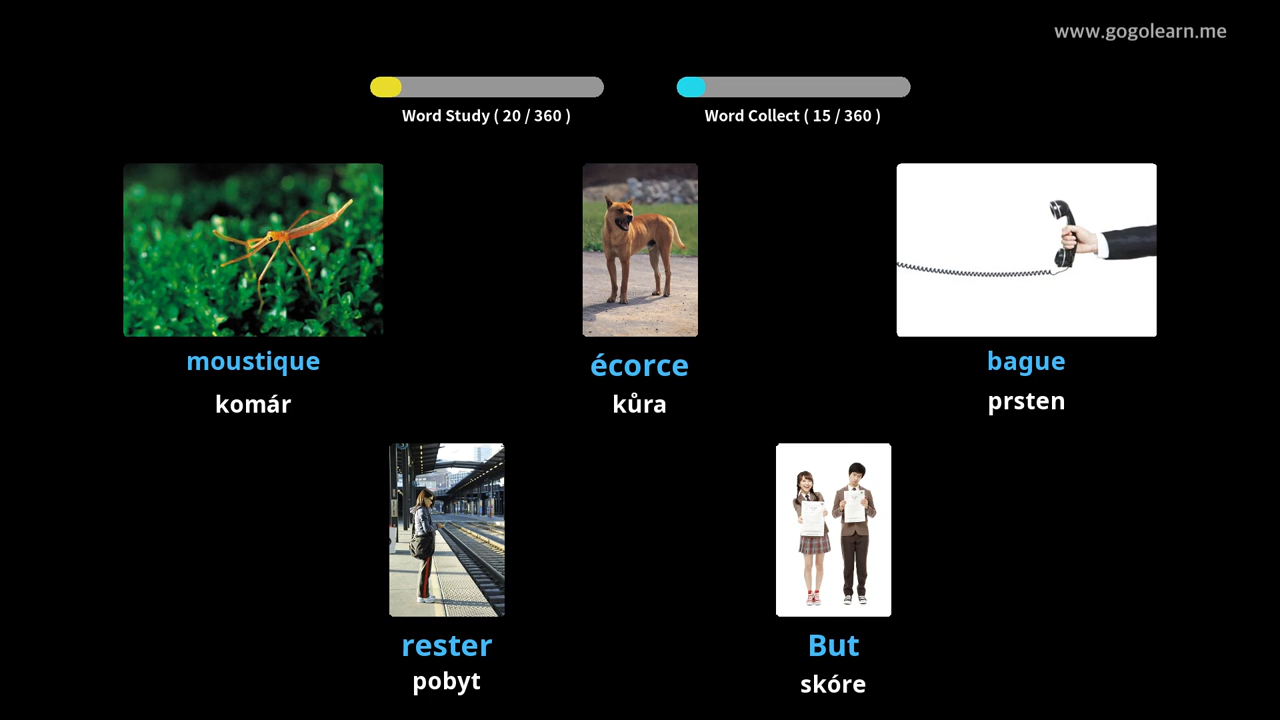 www.gogolearn.me
Word Study ( 20 / 360 )
Word Collect ( 15 / 360 )
moustique
komár
écorce
kůra
bague
prsten
rester
pobyt
But
skóre